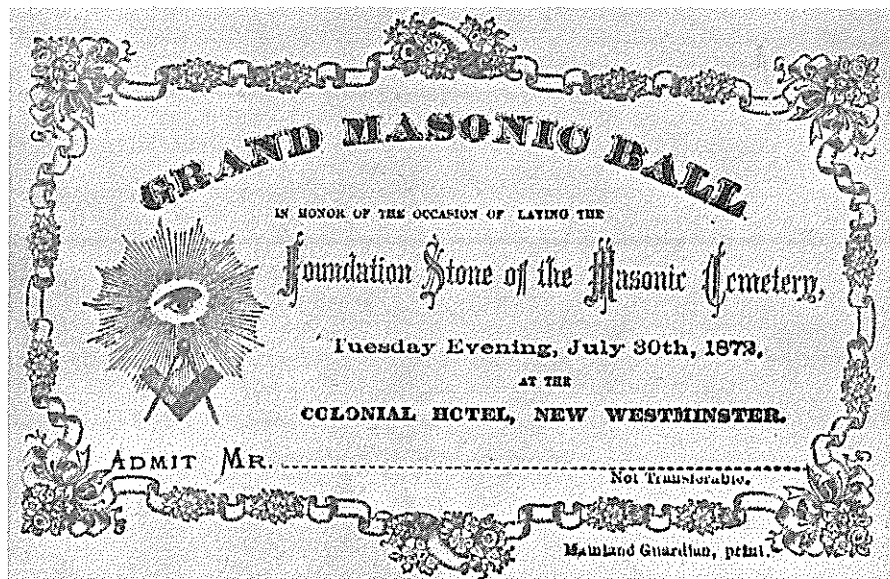 GRAND MASONIC BALL
IN HONOR OF THE OCCASION OF LAYING THE
Foundation Stone of the Masonic Cemetery,
Tuesday Evening, July 30th, 1872,
AT THE
COLONIAL HOTEL, NEW WESTMINSTER.
ADMIT MR.
Not Transferable.
Mainland Guardian, print.